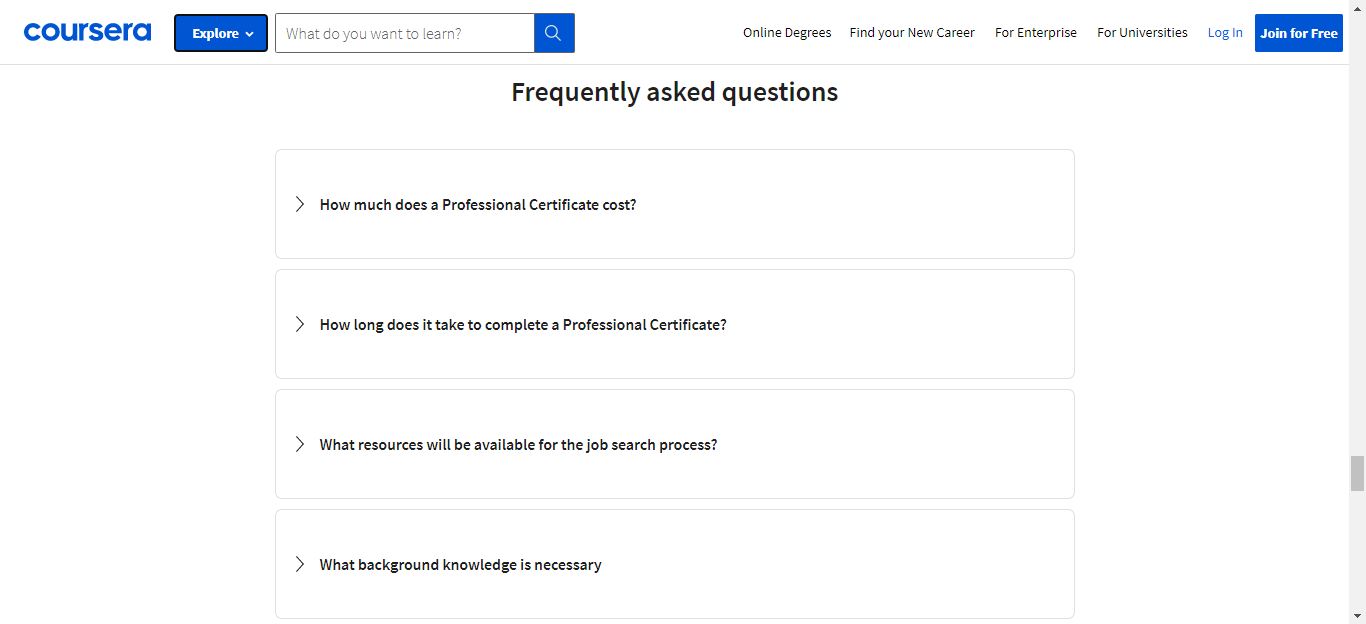 coursera
Explore
What do you want to learn?
Online Degrees
Find your New Career
For Enterprise
For Universities
Log In
Join for Free
Frequently asked questions
How much does a Professional Certificate cost?
How long does it take to complete a Professional Certificate?
What resources will be available for the job search process?
What background knowledge is necessary